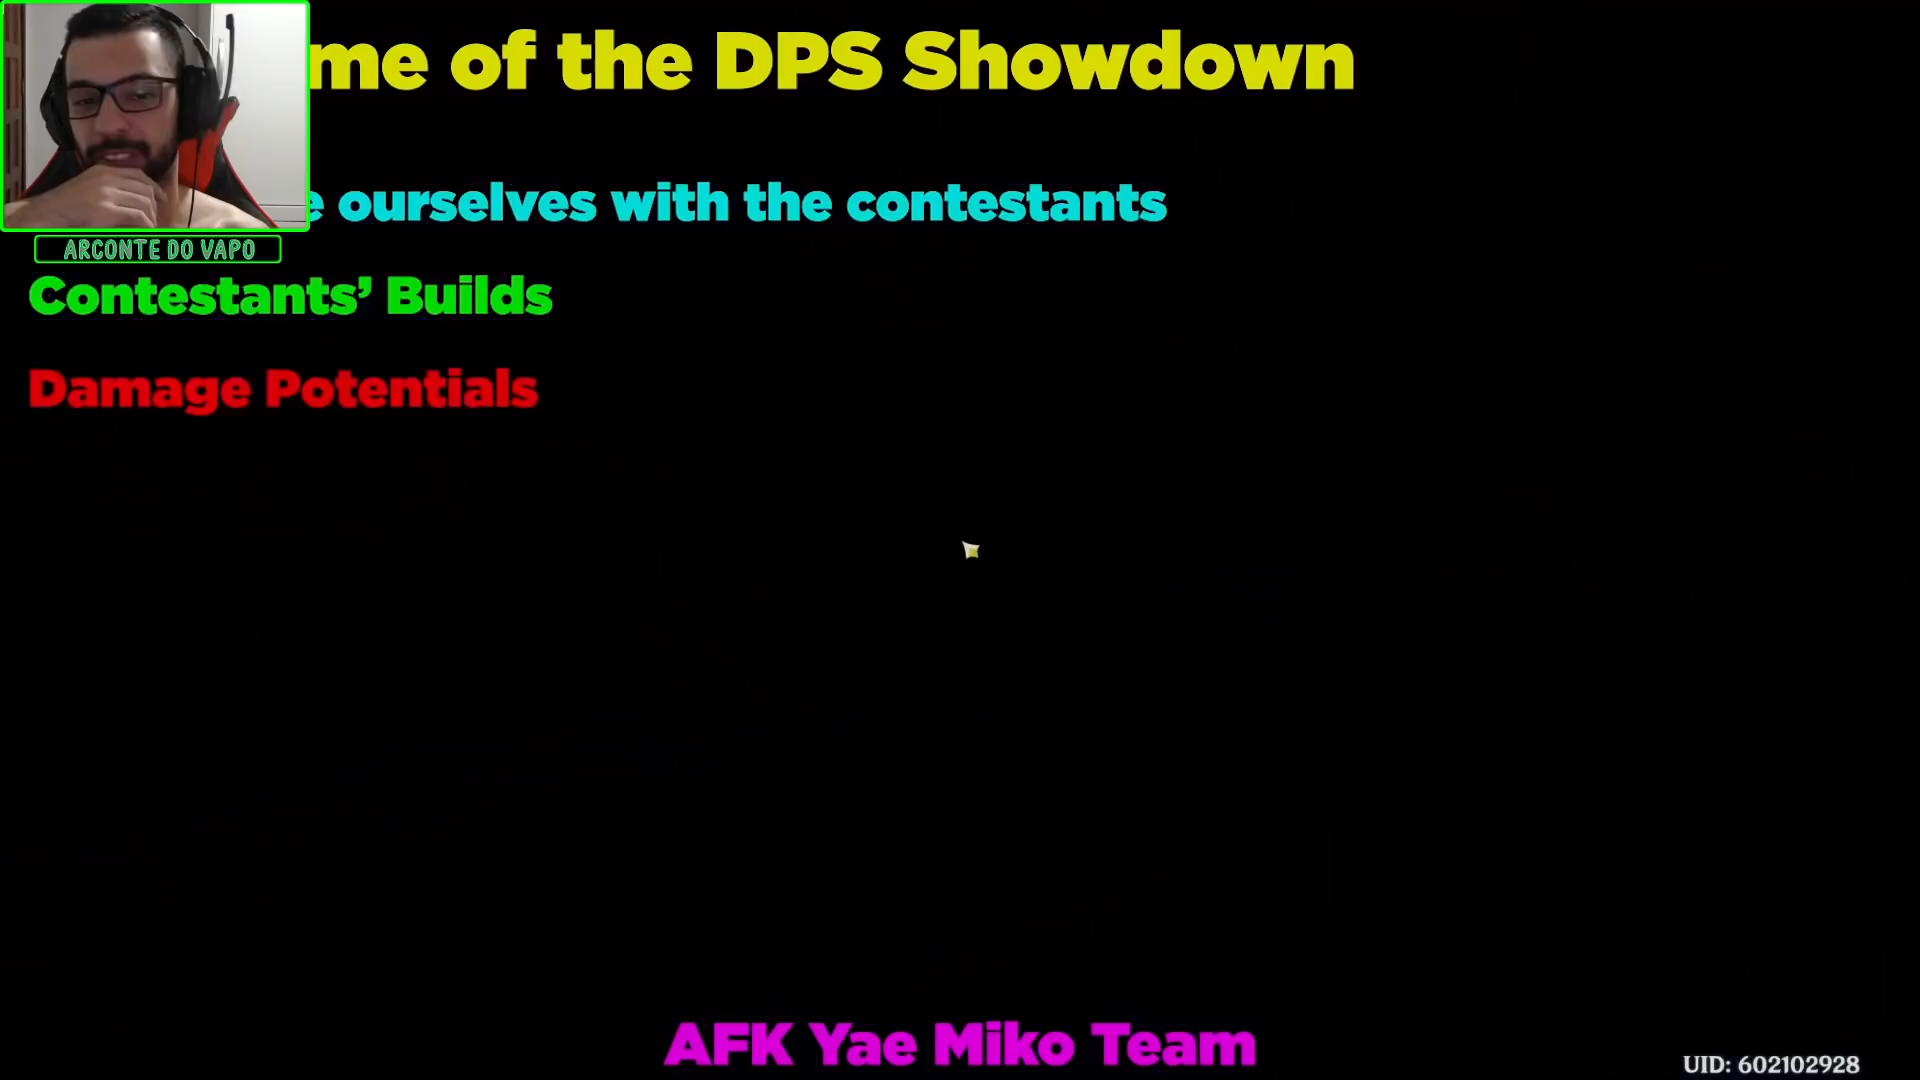 me of the DPS Showdown
ourselves with the contestants
ARCONTE DO VAPO
Contestants’ Builds
Damage Potentials
AFK Yae Miko Team
UID: 602102928